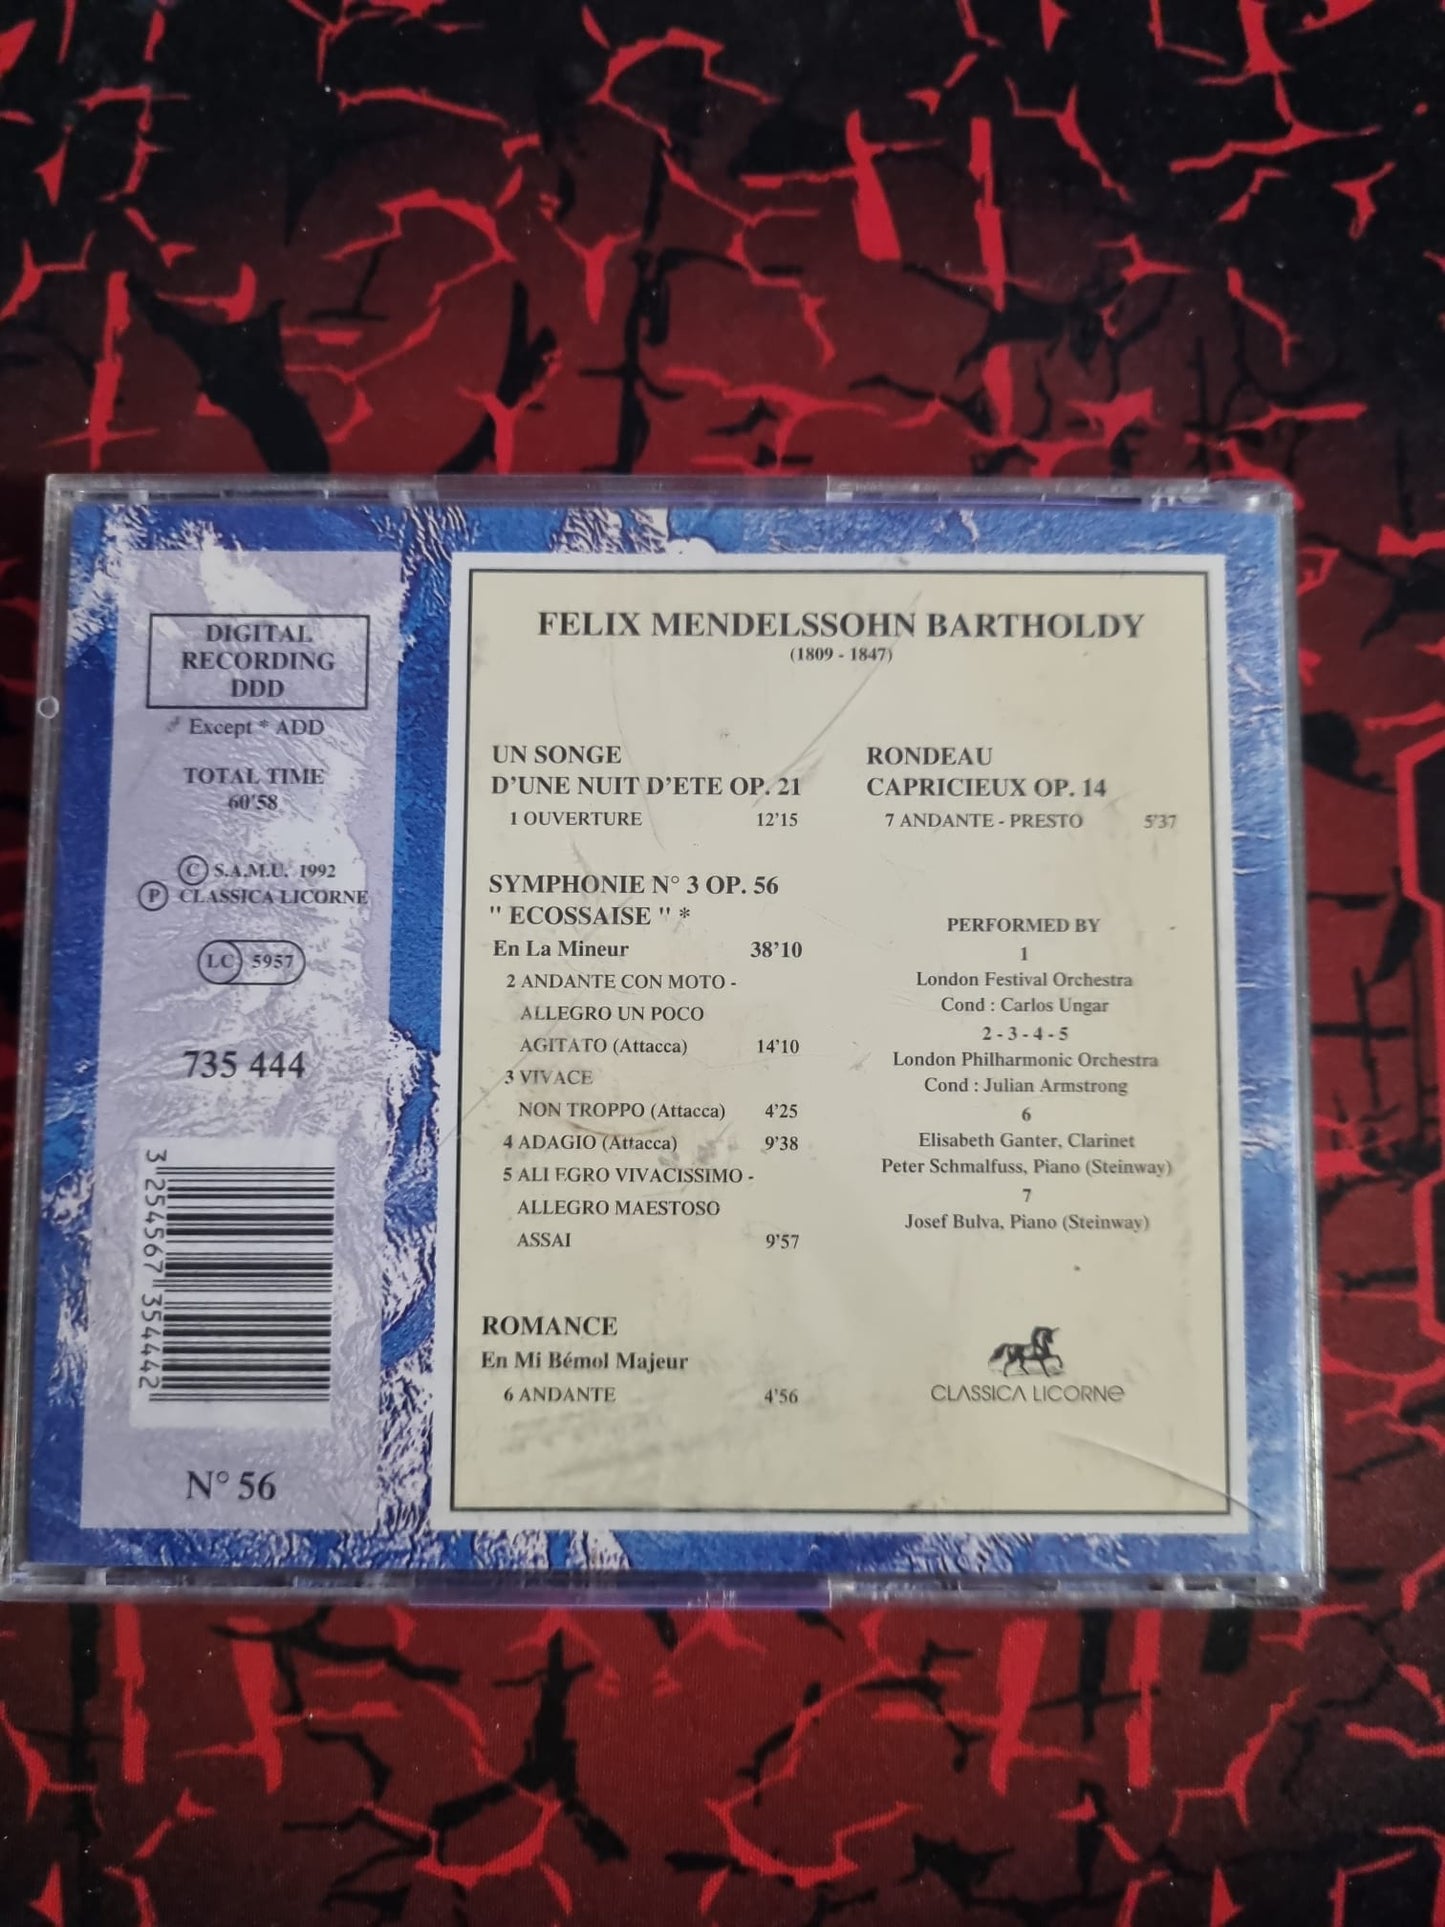 DIGITAL
RECORDING
DDD
Except * ADD
TOTAL TIME
60'58
Ⓒ S.A.M.U. 1992
Ⓟ CLASSICA LICORNE
LC 5957
735 444
3 254567 354442
N° 56
FELIX MENDELSSOHN BARTHOLDY
(1809 - 1847)
UN SONGE
D'UNE NUIT D'ETE OP. 21
1 OUVERTURE 12'15
SYMPHONIE N° 3 OP. 56
" ECOSSAISE " *
En La Mineur 38'10
2 ANDANTE CON MOTO -
ALLEGRO UN POCO
AGITATO (Attacca) 14'10
3 VIVACE
NON TROPPO (Attacca) 4'25
4 ADAGIO (Attacca) 9'38
5 ALLEGRO VIVACISSIMO -
ALLEGRO MAESTOSO
ASSAI 9'57
ROMANCE
En Mi Bémol Majeur
6 ANDANTE 4'56
RONDEAU
CAPRICIEUX OP. 14
7 ANDANTE - PRESTO 5'37
PERFORMED BY
1
London Festival Orchestra
Cond : Carlos Ungar
2 - 3 - 4 - 5
London Philharmonic Orchestra
Cond : Julian Armstrong
6
Elisabeth Ganter, Clarinet
Peter Schmalfuss, Piano (Steinway)
7
Josef Bulva, Piano (Steinway)
CLASSICA LICORNE